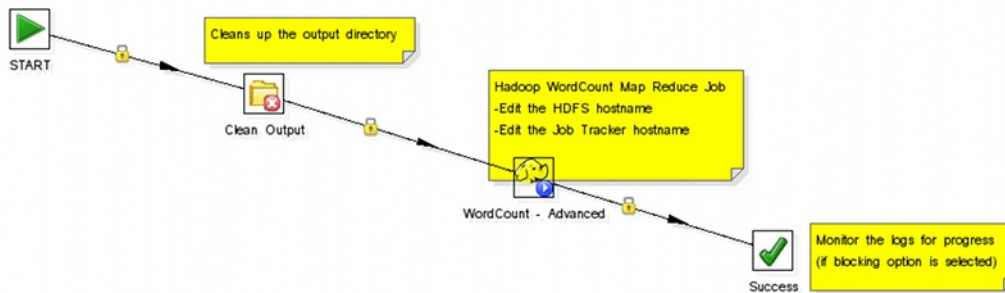 START
Cleans up the output directory
Clean Output
Hadoop WordCount Map Reduce Job
-Edit the HDFS hostname
-Edit the Job Tracker hostname
WordCount - Advanced
Monitor the logs for progress
(if blocking option is selected)
Success